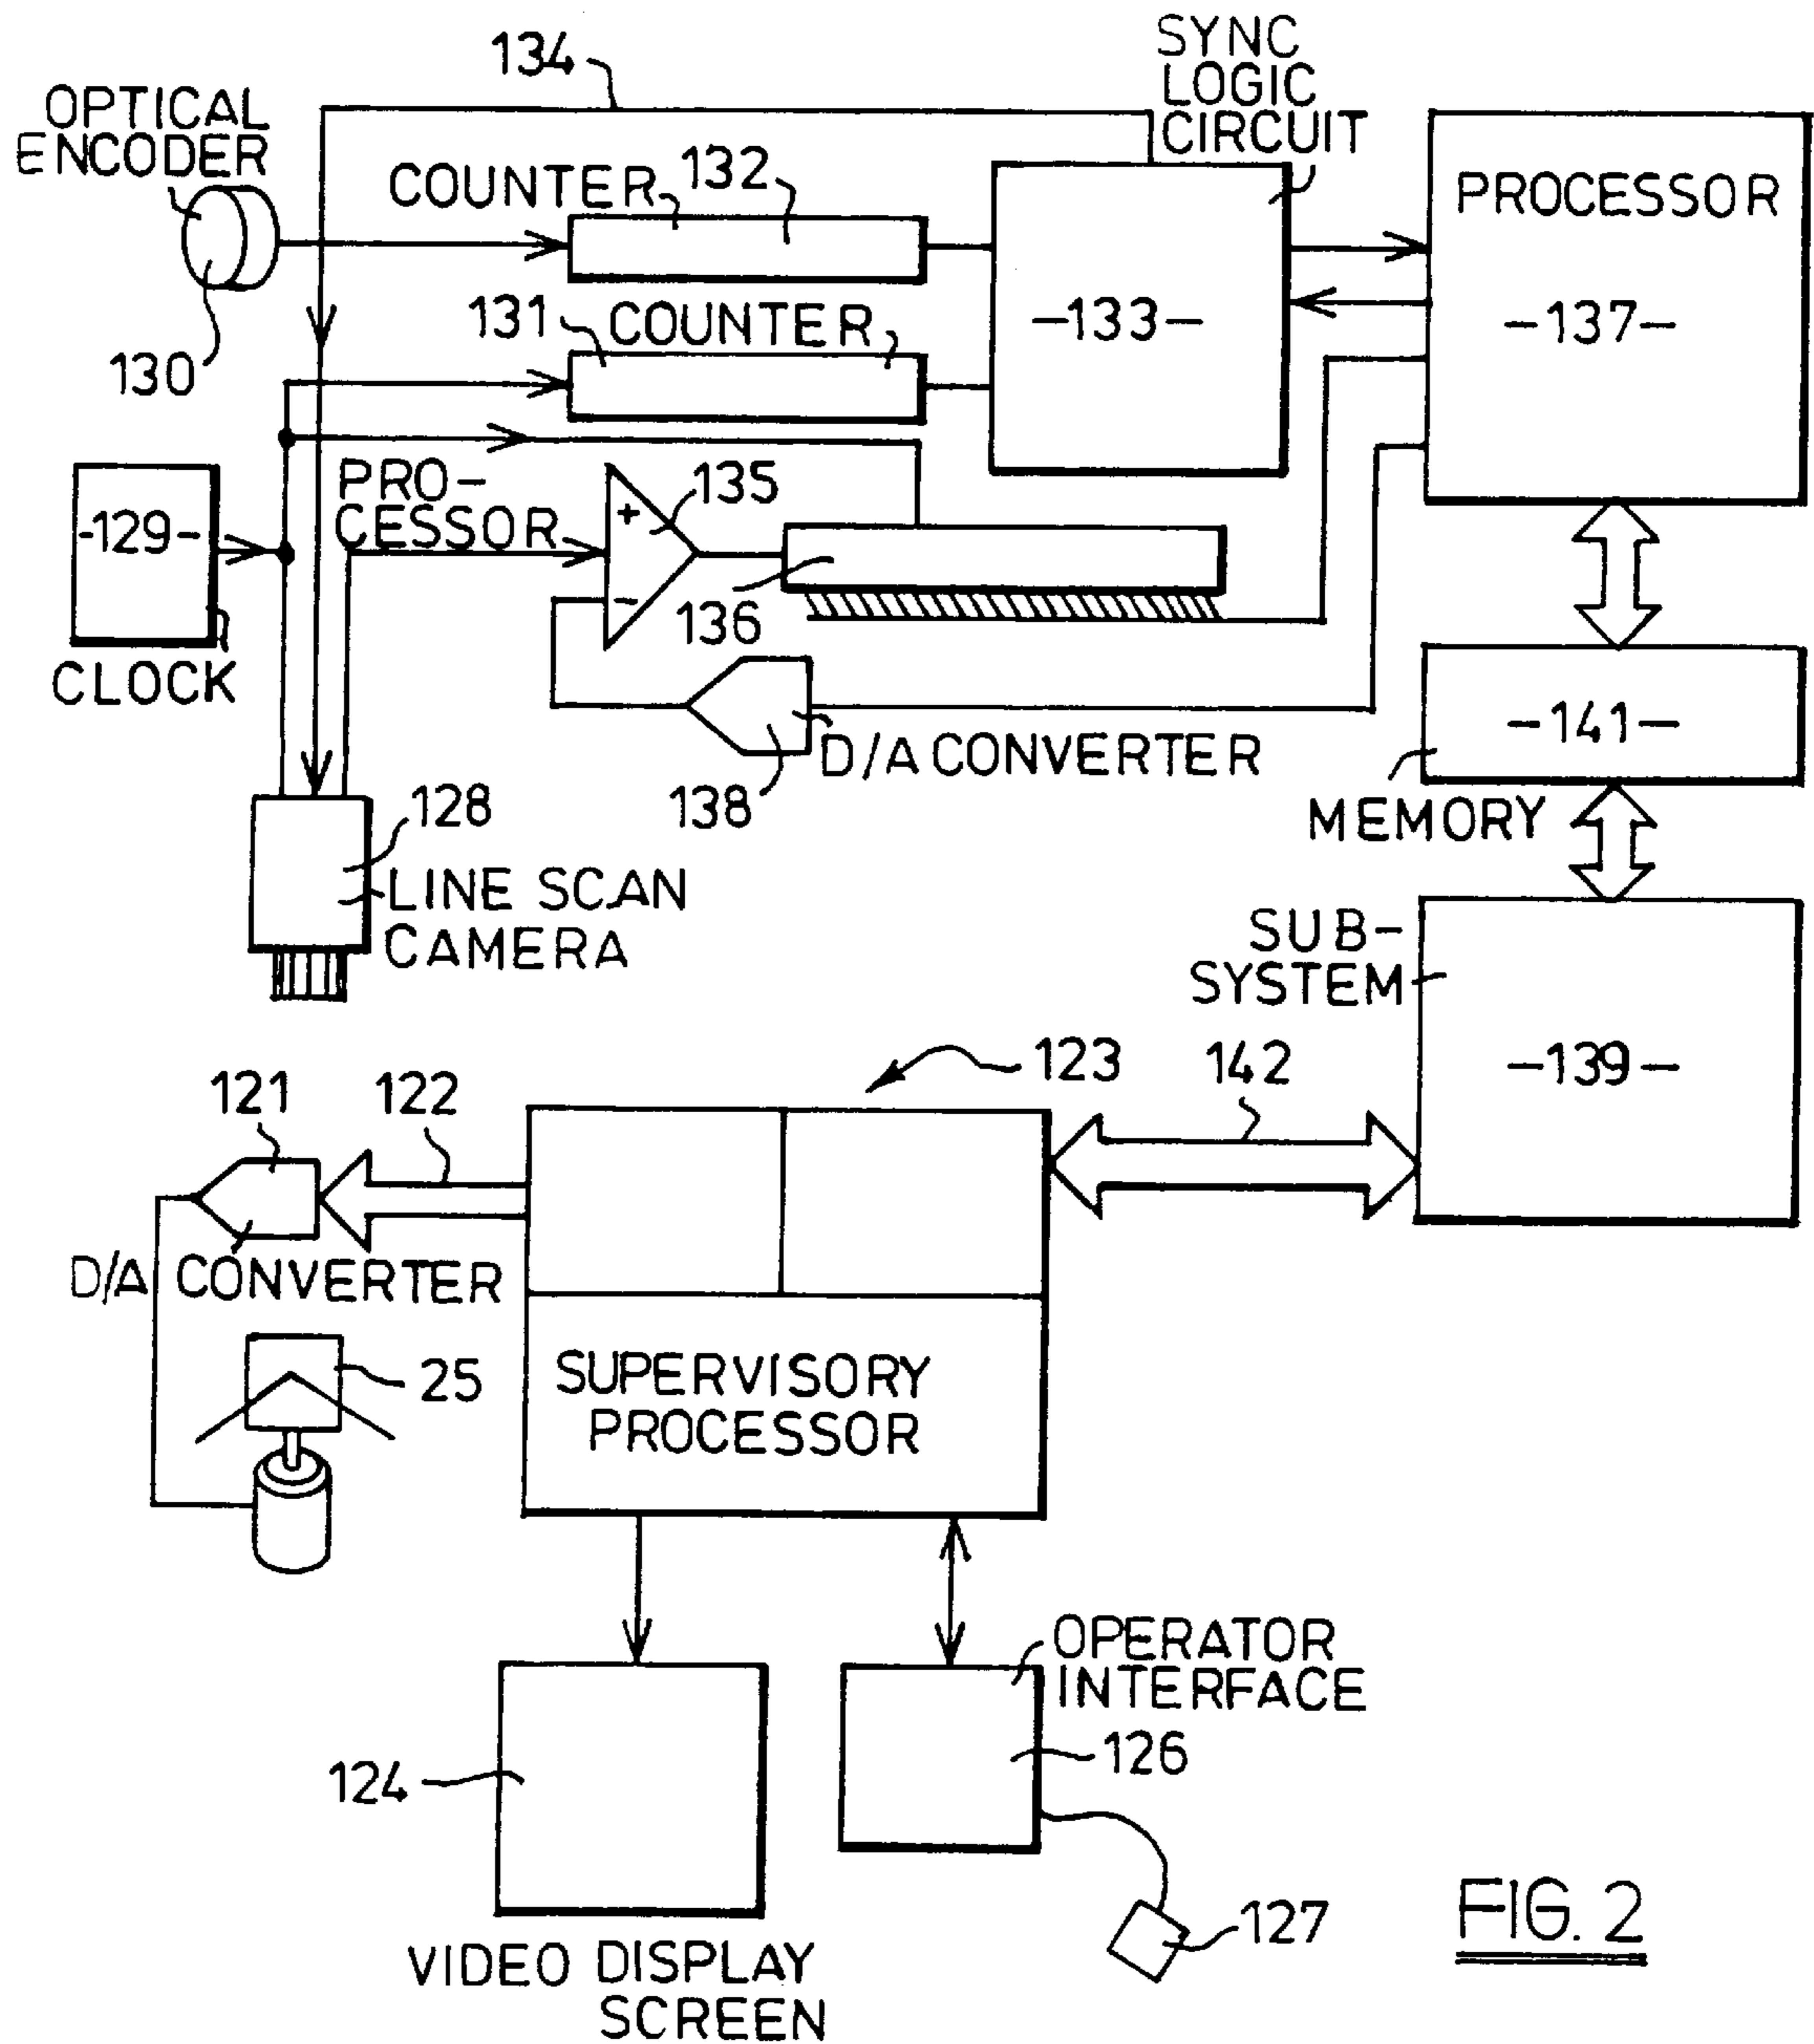 134
SYNC
LOGIC
CIRCUIT
OPTICAL
ENCODER
COUNTER
132
PROCESSOR
131
COUNTER
-133-
-137-
130
PRO-
CESSOR
135
+
-129-
-
136
CLOCK
D/A CONVERTER
138
-141-
MEMORY
128
LINE SCAN
CAMERA
SUB-
SYSTEM
123
142
-139-
121
122
D/A CONVERTER
25
SUPERVISORY
PROCESSOR
OPERATOR
INTERFACE
124
126
127
FIG. 2
VIDEO DISPLAY
SCREEN